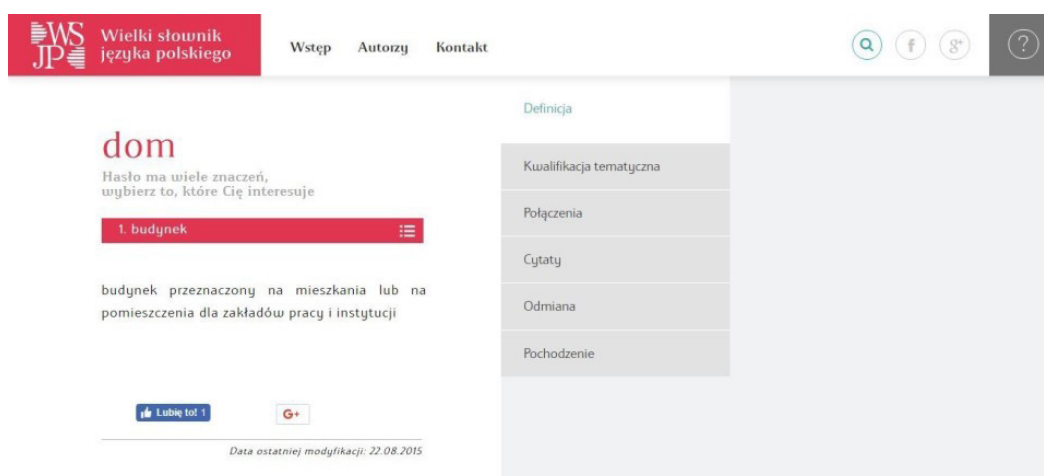 WS
JP
Wielki słownik
języka polskiego
Wstęp Autorzy Kontakt
f g+ ?
dom
Hasło ma wiele znaczeń,
wybierz to, które Cię interesuje
1. budynek
budynek przeznaczony na mieszkania lub na
pomieszczenia dla zakładów pracy i instytucji
Lubię to! 1 G+
Data ostatniej modyfikacji: 22.08.2015
Definicja
Kwalifikacja tematyczna
Połączenia
Cytaty
Odmiana
Pochodzenie